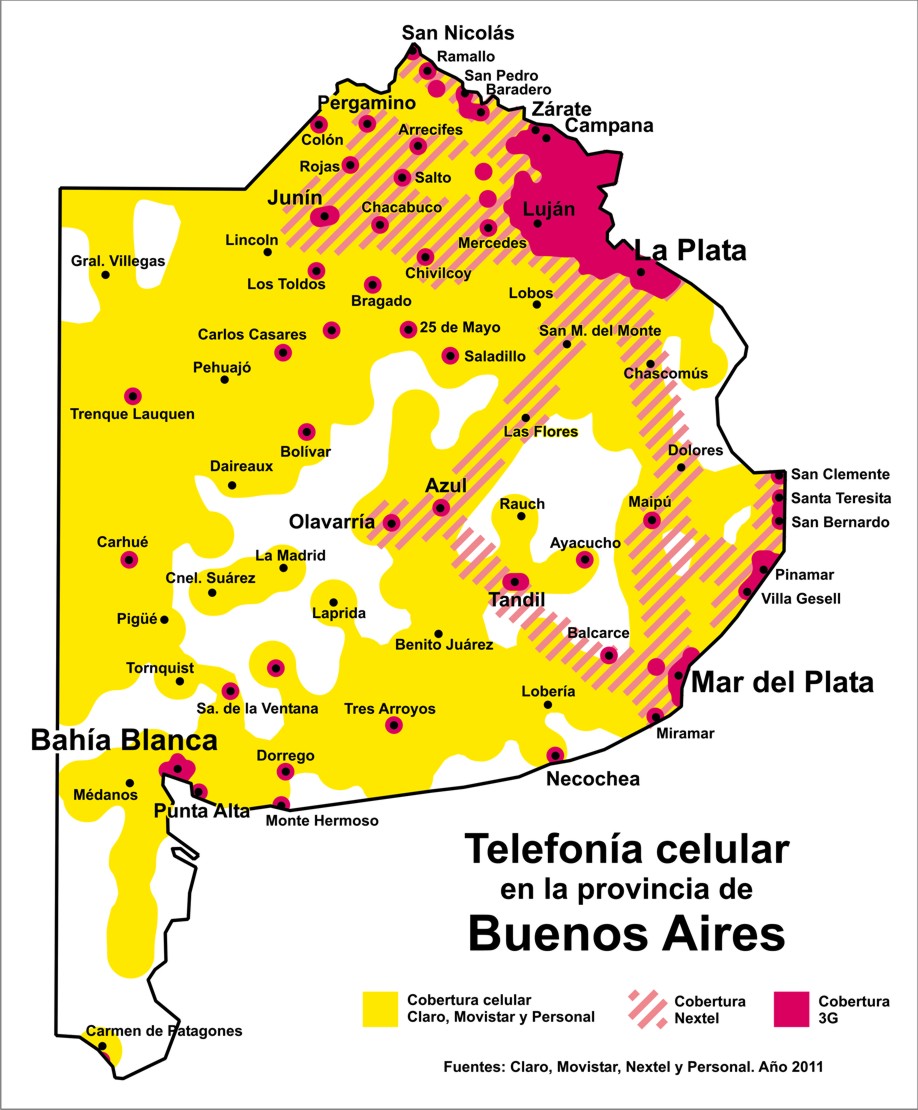 San Nicolás
Ramallo
San Pedro
Baradero
Pergamino
Zárate
Campana
Colón
Arrecifes
Rojas
Salto
Junín
Chacabuco
Luján
Lincoln
Mercedes
La Plata
Gral. Villegas
Los Toldos
Chivilcoy
Bragado
Lobos
Carlos Casares
25 de Mayo
San M. del Monte
Saladillo
Pehuajó
Chascomús
Trenque Lauquen
Las Flores
Bolívar
Dolores
Daireaux
San Clemente
Azul
Santa Teresita
Rauch
Maipú
Olavarría
San Bernardo
Carhué
Ayacucho
La Madrid
Pinamar
Cnel. Suárez
Tandil
Villa Gesell
Laprida
Pigüé
Balcarce
Benito Juárez
Tornquist
Mar del Plata
Lobería
Sa. de la Ventana
Tres Arroyos
Miramar
Bahía Blanca
Dorrego
Necochea
Médanos
Punta Alta
Monte Hermoso
Telefonía celular
en la provincia de
Buenos Aires
Cobertura celular
Claro, Movistar y Personal
Cobertura
Nextel
Cobertura
3G
Carmen de Patagones
Fuentes: Claro, Movistar, Nextel y Personal. Año 2011